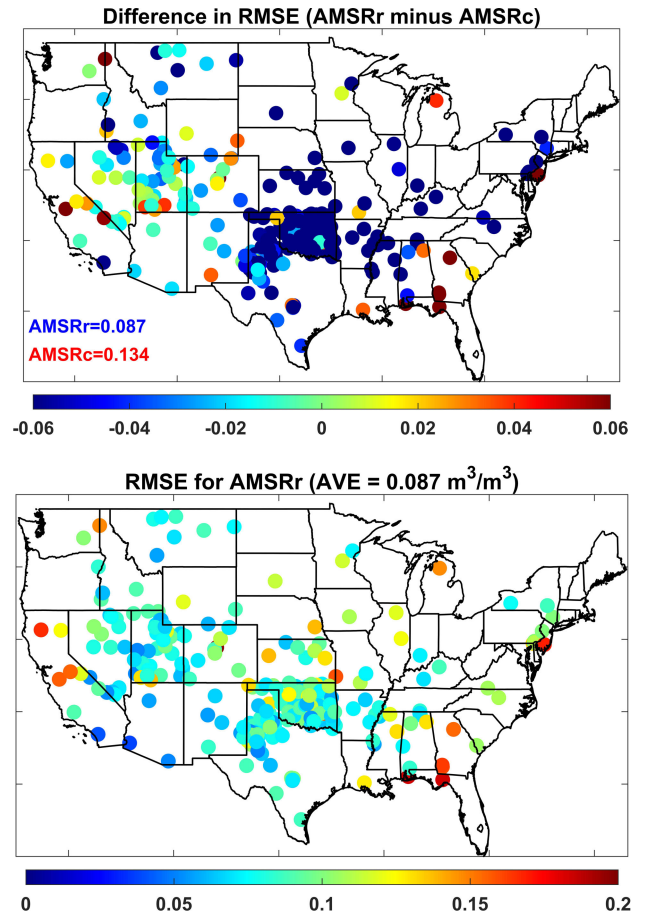 Difference in RMSE (AMSRr minus AMSRc)
AMSRr=0.087
AMSRc=0.134
-0.06 -0.04 -0.02 0 0.02 0.04 0.06
RMSE for AMSRr (AVE = 0.087 m³/m³)
0 0.05 0.1 0.15 0.2